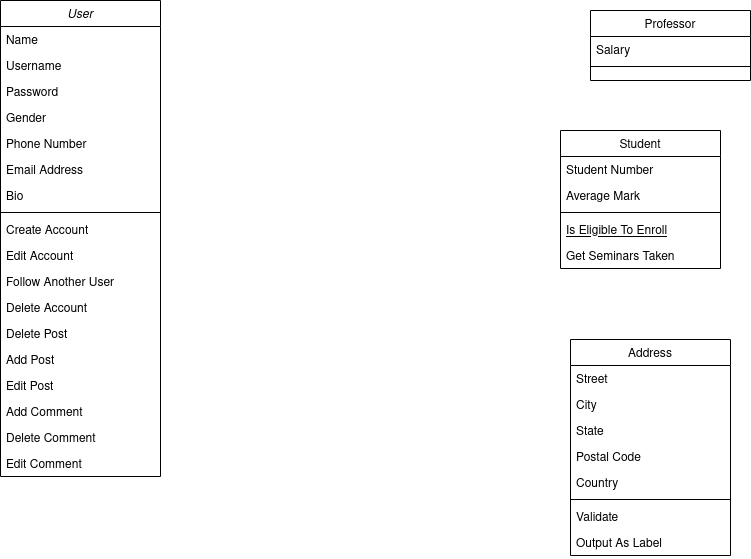 User
Name
Username
Password
Gender
Phone Number
Email Address
Bio
Create Account
Edit Account
Follow Another User
Delete Account
Delete Post
Add Post
Edit Post
Add Comment
Delete Comment
Edit Comment
Professor
Salary
Student
Student Number
Average Mark
Is Eligible To Enroll
Get Seminars Taken
Address
Street
City
State
Postal Code
Country
Validate
Output As Label